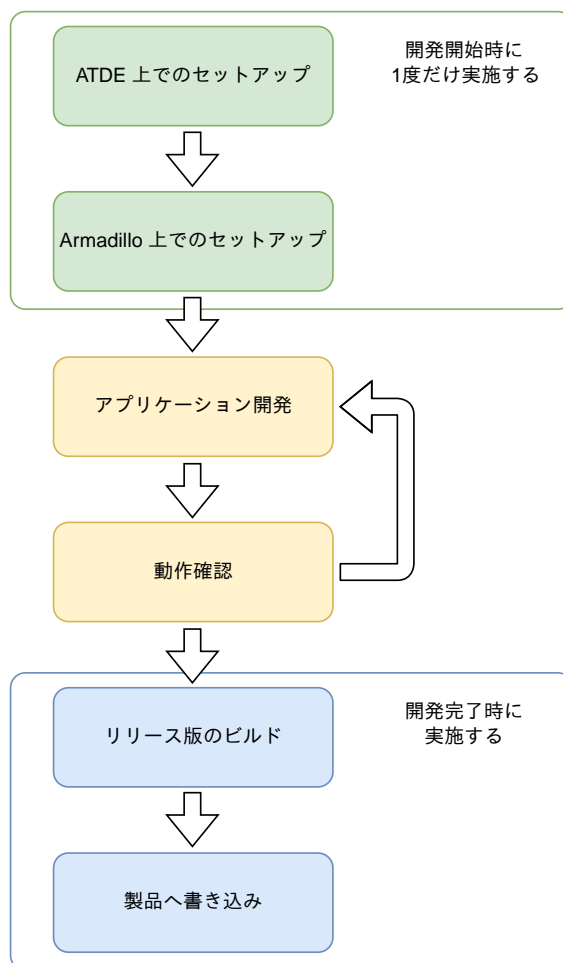 ATDE 上でのセットアップ
開発開始時に
1度だけ実施する
Armadillo 上でのセットアップ
アプリケーション開発
動作確認
リリース版のビルド
開発完了時に
実施する
製品へ書き込み